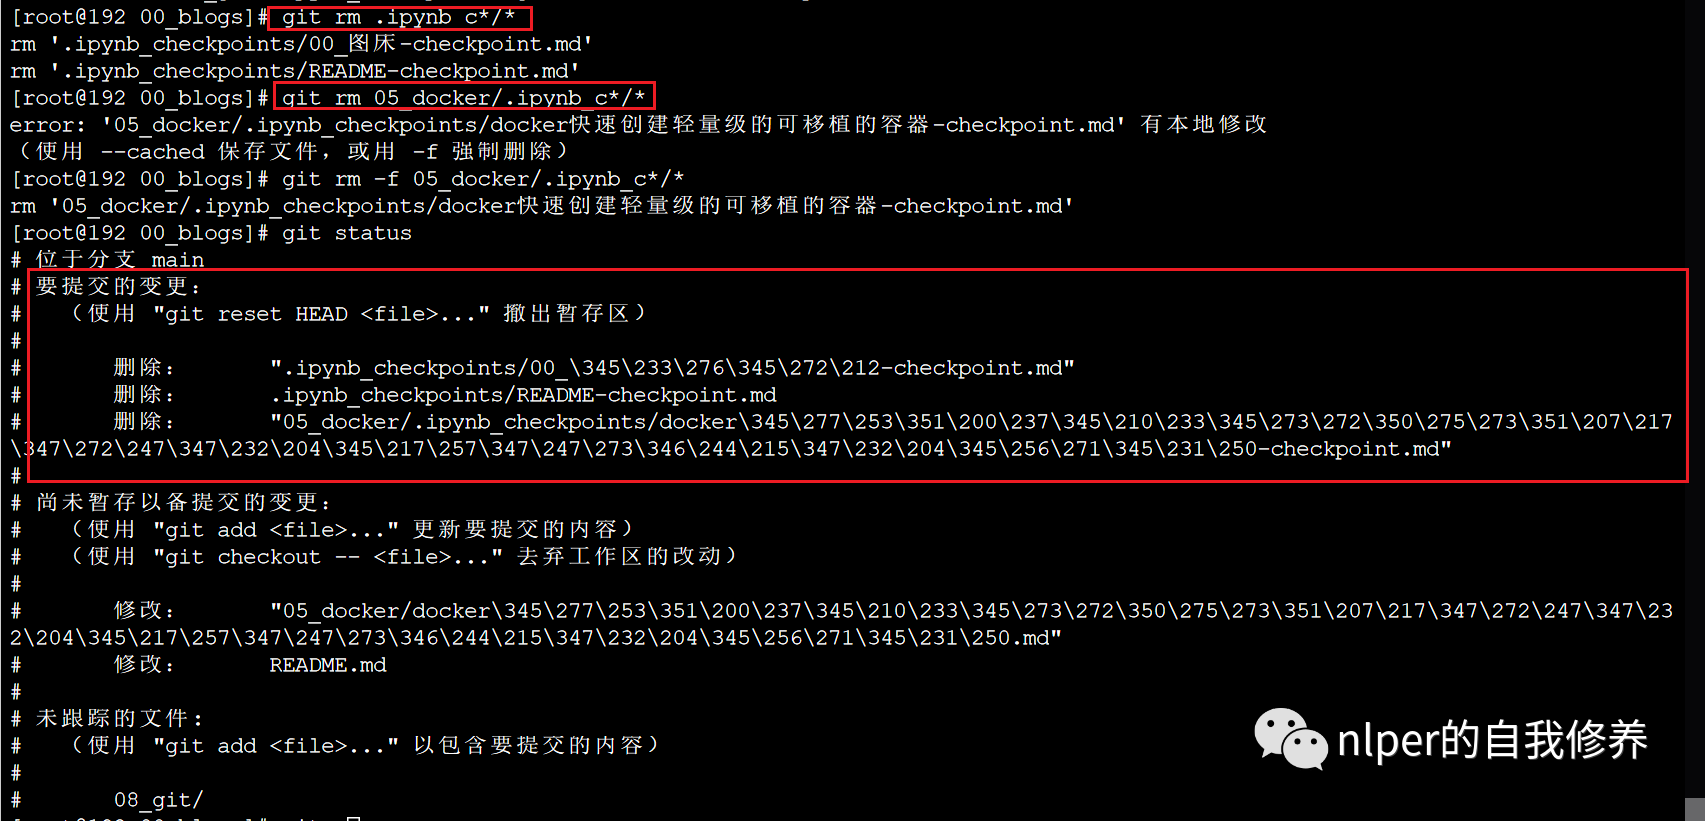 [root@192 00_blogs]# git rm .ipynb_c*/*
rm '.ipynb_checkpoints/00_图床-checkpoint.md'
rm '.ipynb_checkpoints/README-checkpoint.md'
[root@192 00_blogs]# git rm 05_docker/.ipynb_c*/*
error: '05_docker/.ipynb_checkpoints/docker快速创建轻量级的可移植的容器-checkpoint.md' 有本地修改
（使用 --cached 保存文件，或用 -f 强制删除）
[root@192 00_blogs]# git rm -f 05_docker/.ipynb_c*/*
rm '05_docker/.ipynb_checkpoints/docker快速创建轻量级的可移植的容器-checkpoint.md'
[root@192 00_blogs]# git status
# 位于分支 main
# 要提交的变更：
#   （使用 "git reset HEAD <file>..." 撤出暂存区）
#
#       删除：      ".ipynb_checkpoints/00_\345\233\276\345\272\212-checkpoint.md"
#       删除：      .ipynb_checkpoints/README-checkpoint.md
#       删除：      "05_docker/.ipynb_checkpoints/docker\345\277\253\351\200\237\345\210\233\345\273\272\350\275\273\351\207\217
\347\272\247\347\232\204\345\217\257\347\247\273\346\244\215\347\232\204\345\256\271\345\231\250-checkpoint.md"
#
# 尚未暂存以备提交的变更：
#   （使用 "git add <file>..." 更新要提交的内容）
#   （使用 "git checkout -- <file>..." 丢弃工作区的改动）
#
#       修改：      "05_docker/docker\345\277\253\351\200\237\345\210\233\345\273\272\350\275\273\351\207\217\347\272\247\347\23
2\204\345\217\257\347\247\273\346\244\215\347\232\204\345\256\271\345\231\250.md"
#       修改：      README.md
#
# 未跟踪的文件：
#   （使用 "git add <file>..." 以包含要提交的内容）
#
#       08_git/
nlper的自我修养